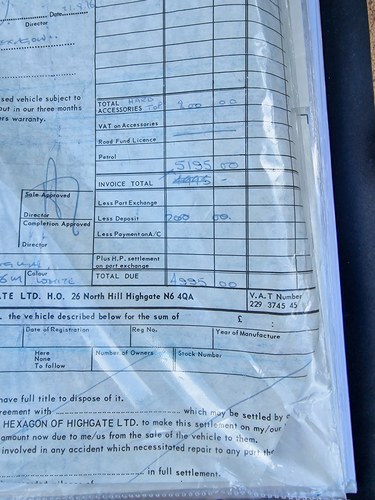 Date
Director
sed vehicle subject to
out in our three months
urs warranty.
TOTAL HARD
ACCESSORIES TOP 200 00
VAT on Accessories
Road Fund Licence
Petrol
5195 00
INVOICE TOTAL 4995 -
Sale Approved
Less Part Exchange
Director
Less Deposit 200 00
Completion Approved
Less Payment on A/C
Director
Plus H.P. settlement
on part exchange
Colour
WHITE
TOTAL DUE 4995 00
ATE LTD. H.O. 26 North Hill Highgate N6 4QA
V.A.T Number
229 3745 45
the vehicle described below for the sum of £ :
Date of Registration Reg No. Year of Manufacture
Here
None
To follow
Number of Owners Stock Number
have full title to dispose of it.
reement with which may be settled by
HEXAGON OF HIGHGATE LTD. to make this settlement on my/our
amount now due to me/us from the sale of the vehicle to them.
involved in any accident which necessitated repair to any part the
in full settlement.